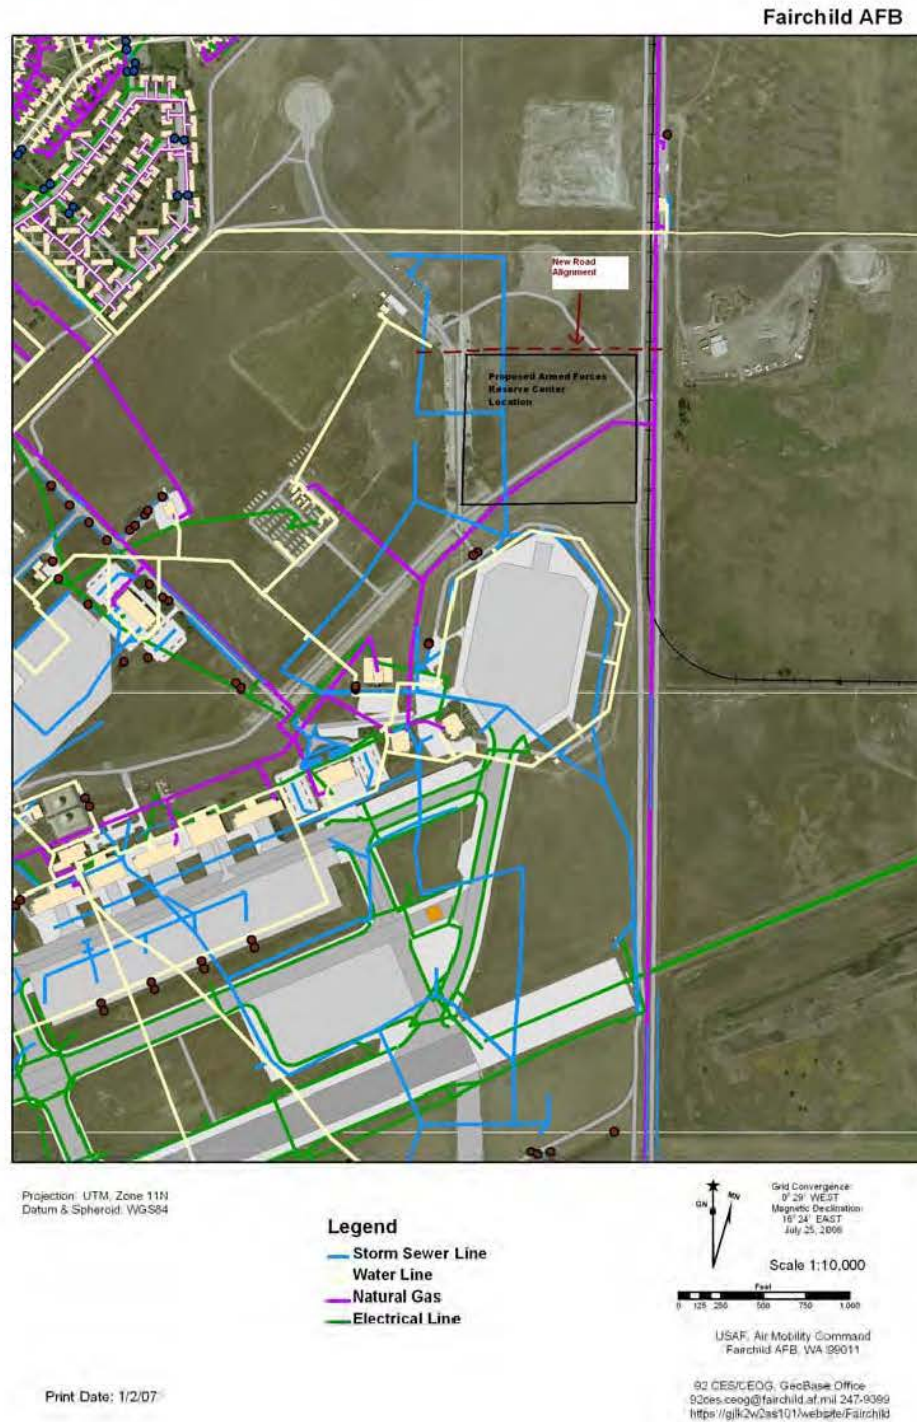 Fairchild AFB
New Road
Alignment
Proposed Armed Forces
Reserve Center
Location
Projection: UTM, Zone 11N
Datum & Spheroid: WGS84
Legend
Storm Sewer Line
Water Line
Natural Gas
Electrical Line
GN
MN
Grid Convergence:
0° 29' WEST
Magnetic Declination:
16° 24' EAST
July 25, 2006
Scale 1:10,000
Feet
0 125 250 500 750 1,000
USAF, Air Mobility Command
Fairchild AFB, WA 99011
Print Date: 1/2/07
92 CES/CEOG, GeoBase Office
92ces.ceog@fairchild.af.mil 247-9399